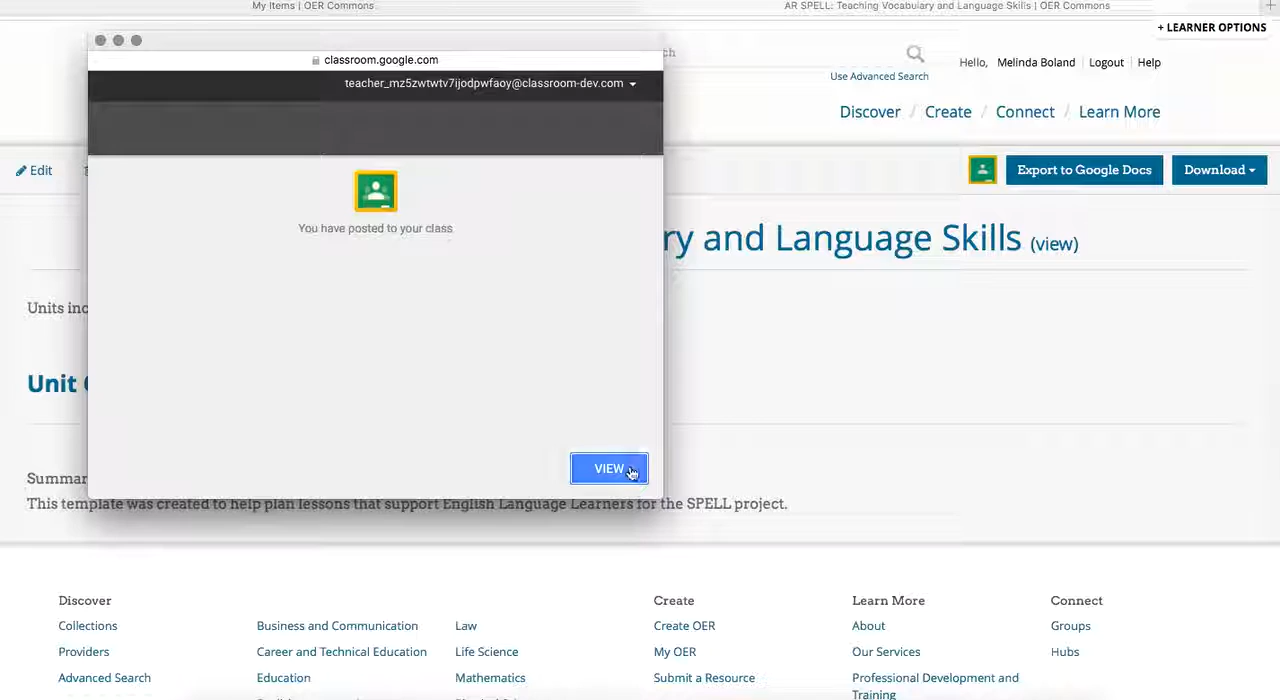 My Items | OER Commons
AR SPELL: Teaching Vocabulary and Language Skills | OER Commons
+ LEARNER OPTIONS
classroom.google.com
teacher_mz5zwtwtv7ijodpwfaoy@classroom-dev.com
Use Advanced Search
Hello, Melinda Boland Logout Help
Discover / Create / Connect / Learn More
Edit
Export to Google Docs
Download
You have posted to your class
ry and Language Skills (view)
Units inc
Unit
VIEW
Summar
This template was created to help plan lessons that support English Language Learners for the SPELL project.
Discover
Create
Learn More
Connect
Collections
Business and Communication
Law
Create OER
About
Groups
Providers
Career and Technical Education
Life Science
My OER
Our Services
Hubs
Advanced Search
Education
Mathematics
Submit a Resource
Professional Development and
Training